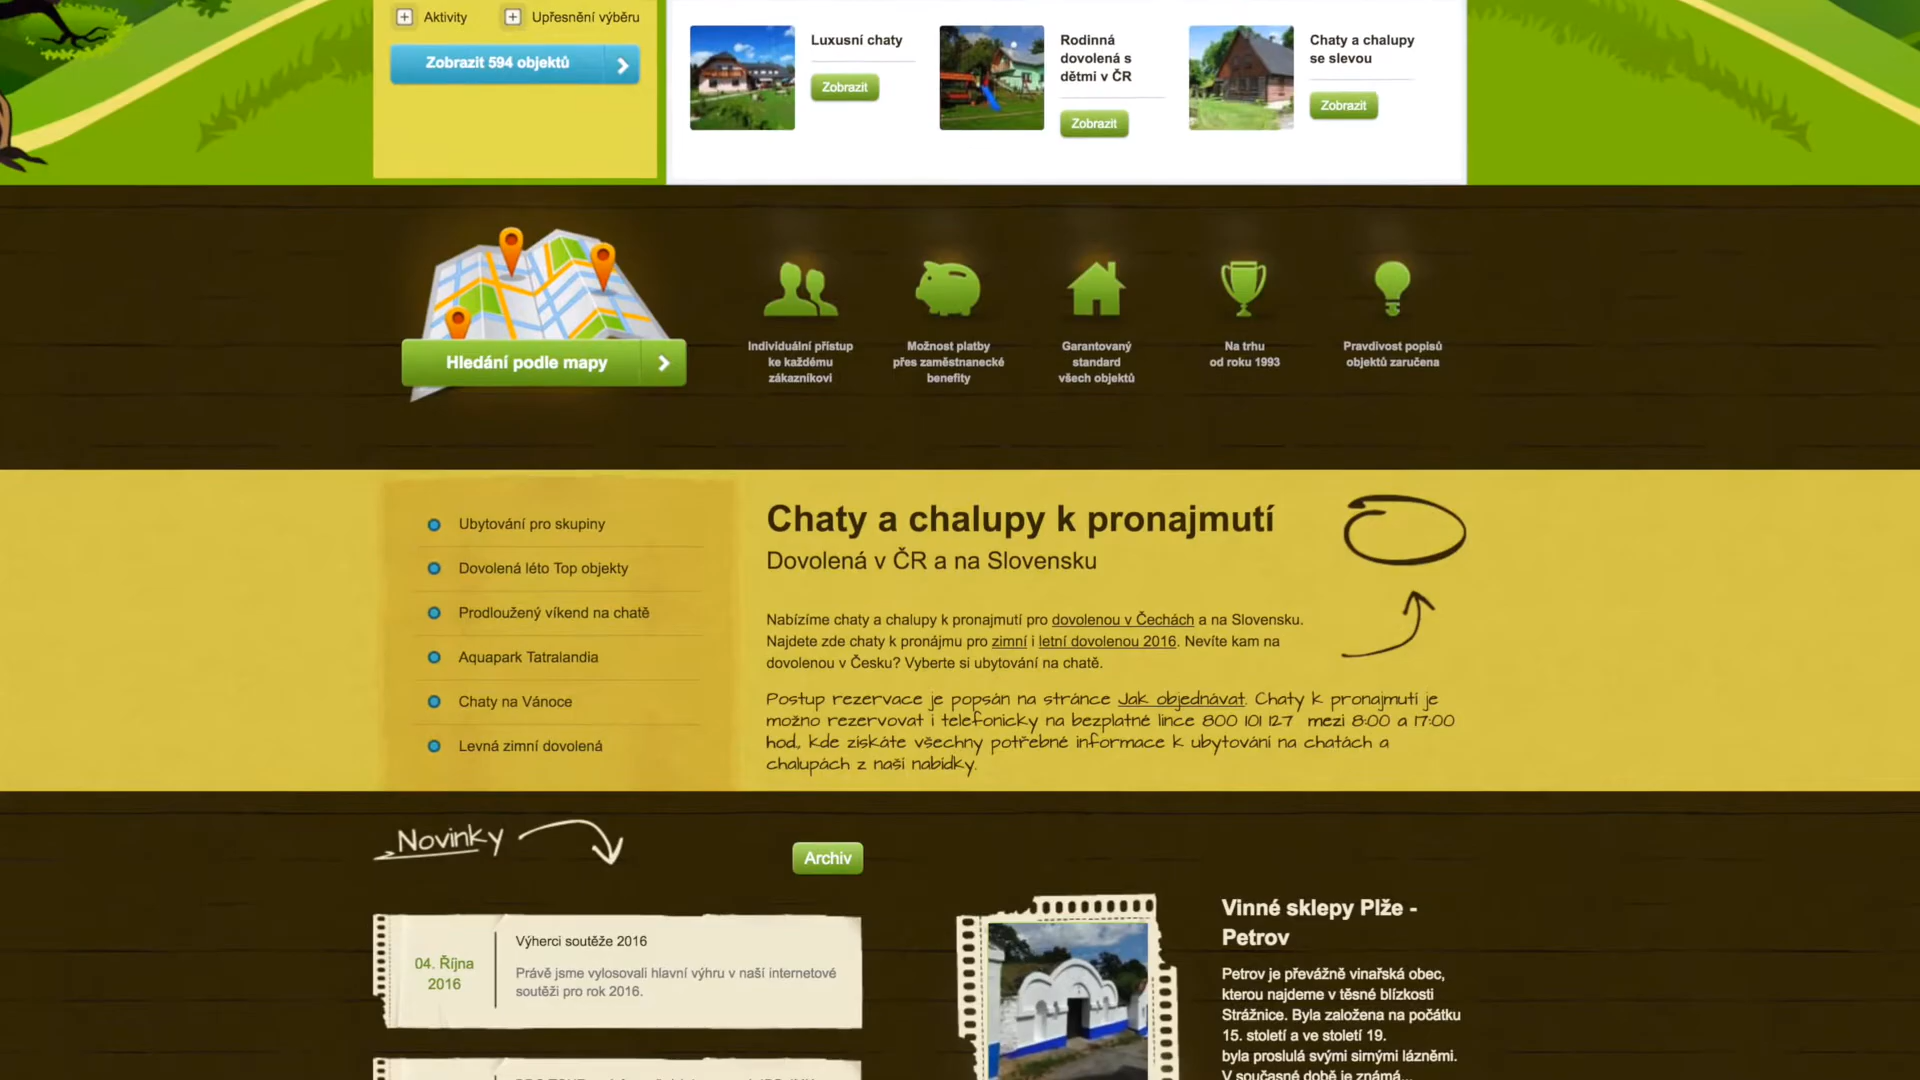 Aktivity
Upřesnění výběru
Zobrazit 594 objektů
Luxusní chaty
Zobrazit
Rodinná
dovolená s
dětmi v ČR
Zobrazit
Chaty a chalupy
se slevou
Zobrazit
Hledání podle mapy
Individuální přístup
ke každému
zákazníkovi
Možnost platby
přes zaměstnanecké
benefity
Garantovaný
standard
všech objektů
Na trhu
od roku 1993
Pravdivost popisů
objektů zaručena
Ubytování pro skupiny
Dovolená léto Top objekty
Prodloužený víkend na chatě
Aquapark Tatralandia
Chaty na Vánoce
Levná zimní dovolená
Chaty a chalupy k pronajmutí
Dovolená v ČR a na Slovensku
Nabízíme chaty a chalupy k pronajmutí pro dovolenou v Čechách a na Slovensku.
Najdete zde chaty k pronájmu pro zimní i letní dovolenou 2016. Nevíte kam na
dovolenou v Česku? Vyberte si ubytování na chatě.
Postup rezervace je popsán na stránce Jak objednávat. Chaty k pronajmutí je
možno rezervovat i telefonicky na bezplatné lince 800 101 127 mezi 8:00 a 17:00
hod., kde získáte všechny potřebné informace k ubytování na chatách a
chalupách z naší nabídky.
Novinky
Archiv
04. Října
2016
Výherci soutěže 2016
Právě jsme vylosovali hlavní výhru v naší internetové
soutěži pro rok 2016.
Vinné sklepy Plže -
Petrov
Petrov je převážně vinařská obec,
kterou najdeme v těsné blízkosti
Strážnice. Byla založena na počátku
15. století a ve století 19.
byla proslulá svými sirnými lázněmi.
V současné době je známá...